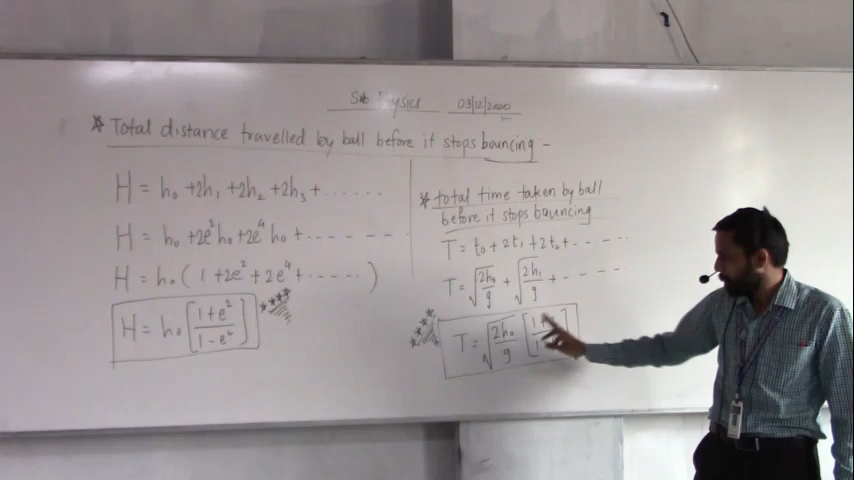 Sub Physics 03/12/2020
* Total distance travelled by ball before it stops bouncing -
H = h₀ + 2h₁ + 2h₂ + 2h₃ + ......
H = h₀ + 2e²h₀ + 2e⁴h₀ + - - - - - - -
H = h₀ ( 1 + 2e² + 2e⁴ + ...... )
H = h₀ [ (1 + e²) / (1 - e²) ]
* total time taken by ball
before it stops bouncing
T = t₀ + 2t₁ + 2t₂ + - - - - ..
T = √(2h₀/g) + √(2h₁/g) + - - - -
T = √(2h₀/g) [ 1 + / 1 ]